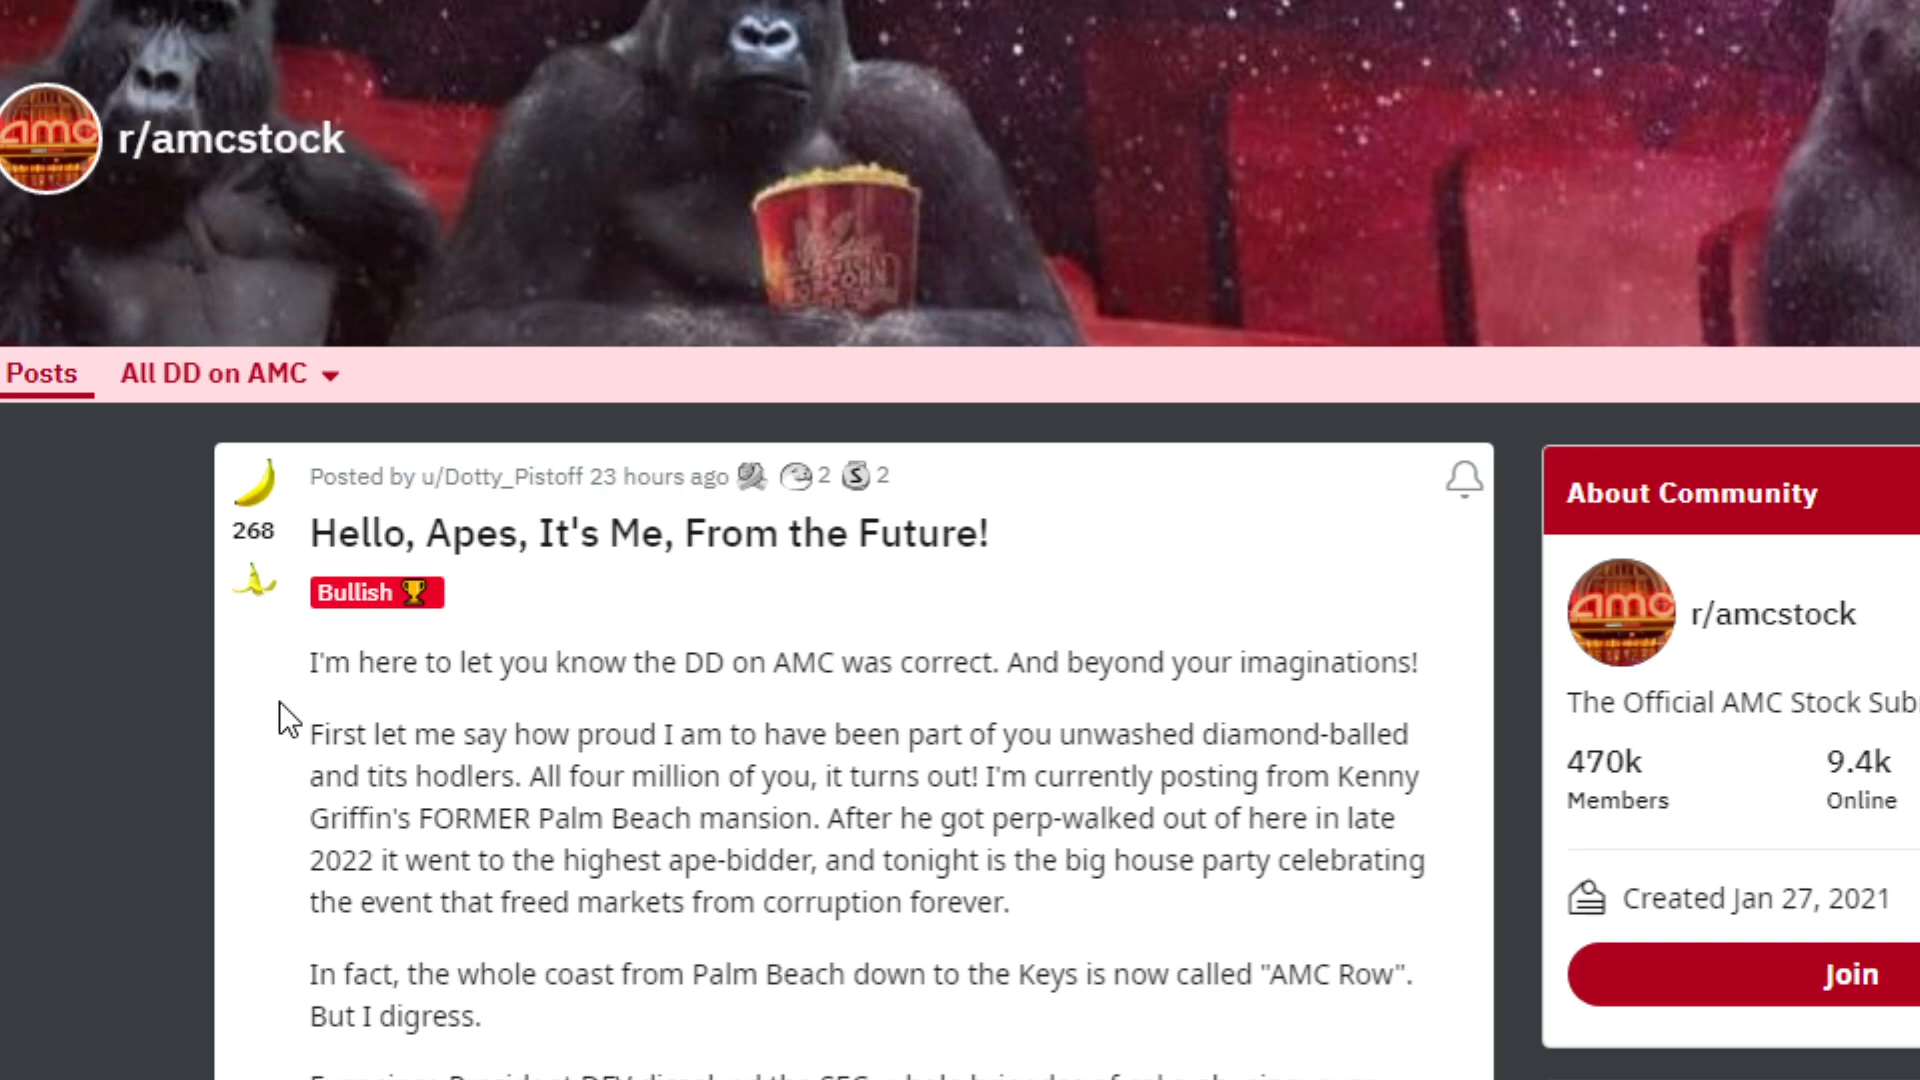 amc
r/amcstock
Posts
All DD on AMC
Posted by u/Dotty_Pistoff 23 hours ago 2 2
268
Hello, Apes, It's Me, From the Future!
Bullish
I'm here to let you know the DD on AMC was correct. And beyond your imaginations!
First let me say how proud I am to have been part of you unwashed diamond-balled
and tits hodlers. All four million of you, it turns out! I'm currently posting from Kenny
Griffin's FORMER Palm Beach mansion. After he got perp-walked out of here in late
2022 it went to the highest ape-bidder, and tonight is the big house party celebrating
the event that freed markets from corruption forever.
In fact, the whole coast from Palm Beach down to the Keys is now called "AMC Row".
But I digress.
About Community
amc
r/amcstock
The Official AMC Stock
470k
9.4k
Members
Online
Created Jan 27, 2021
Join